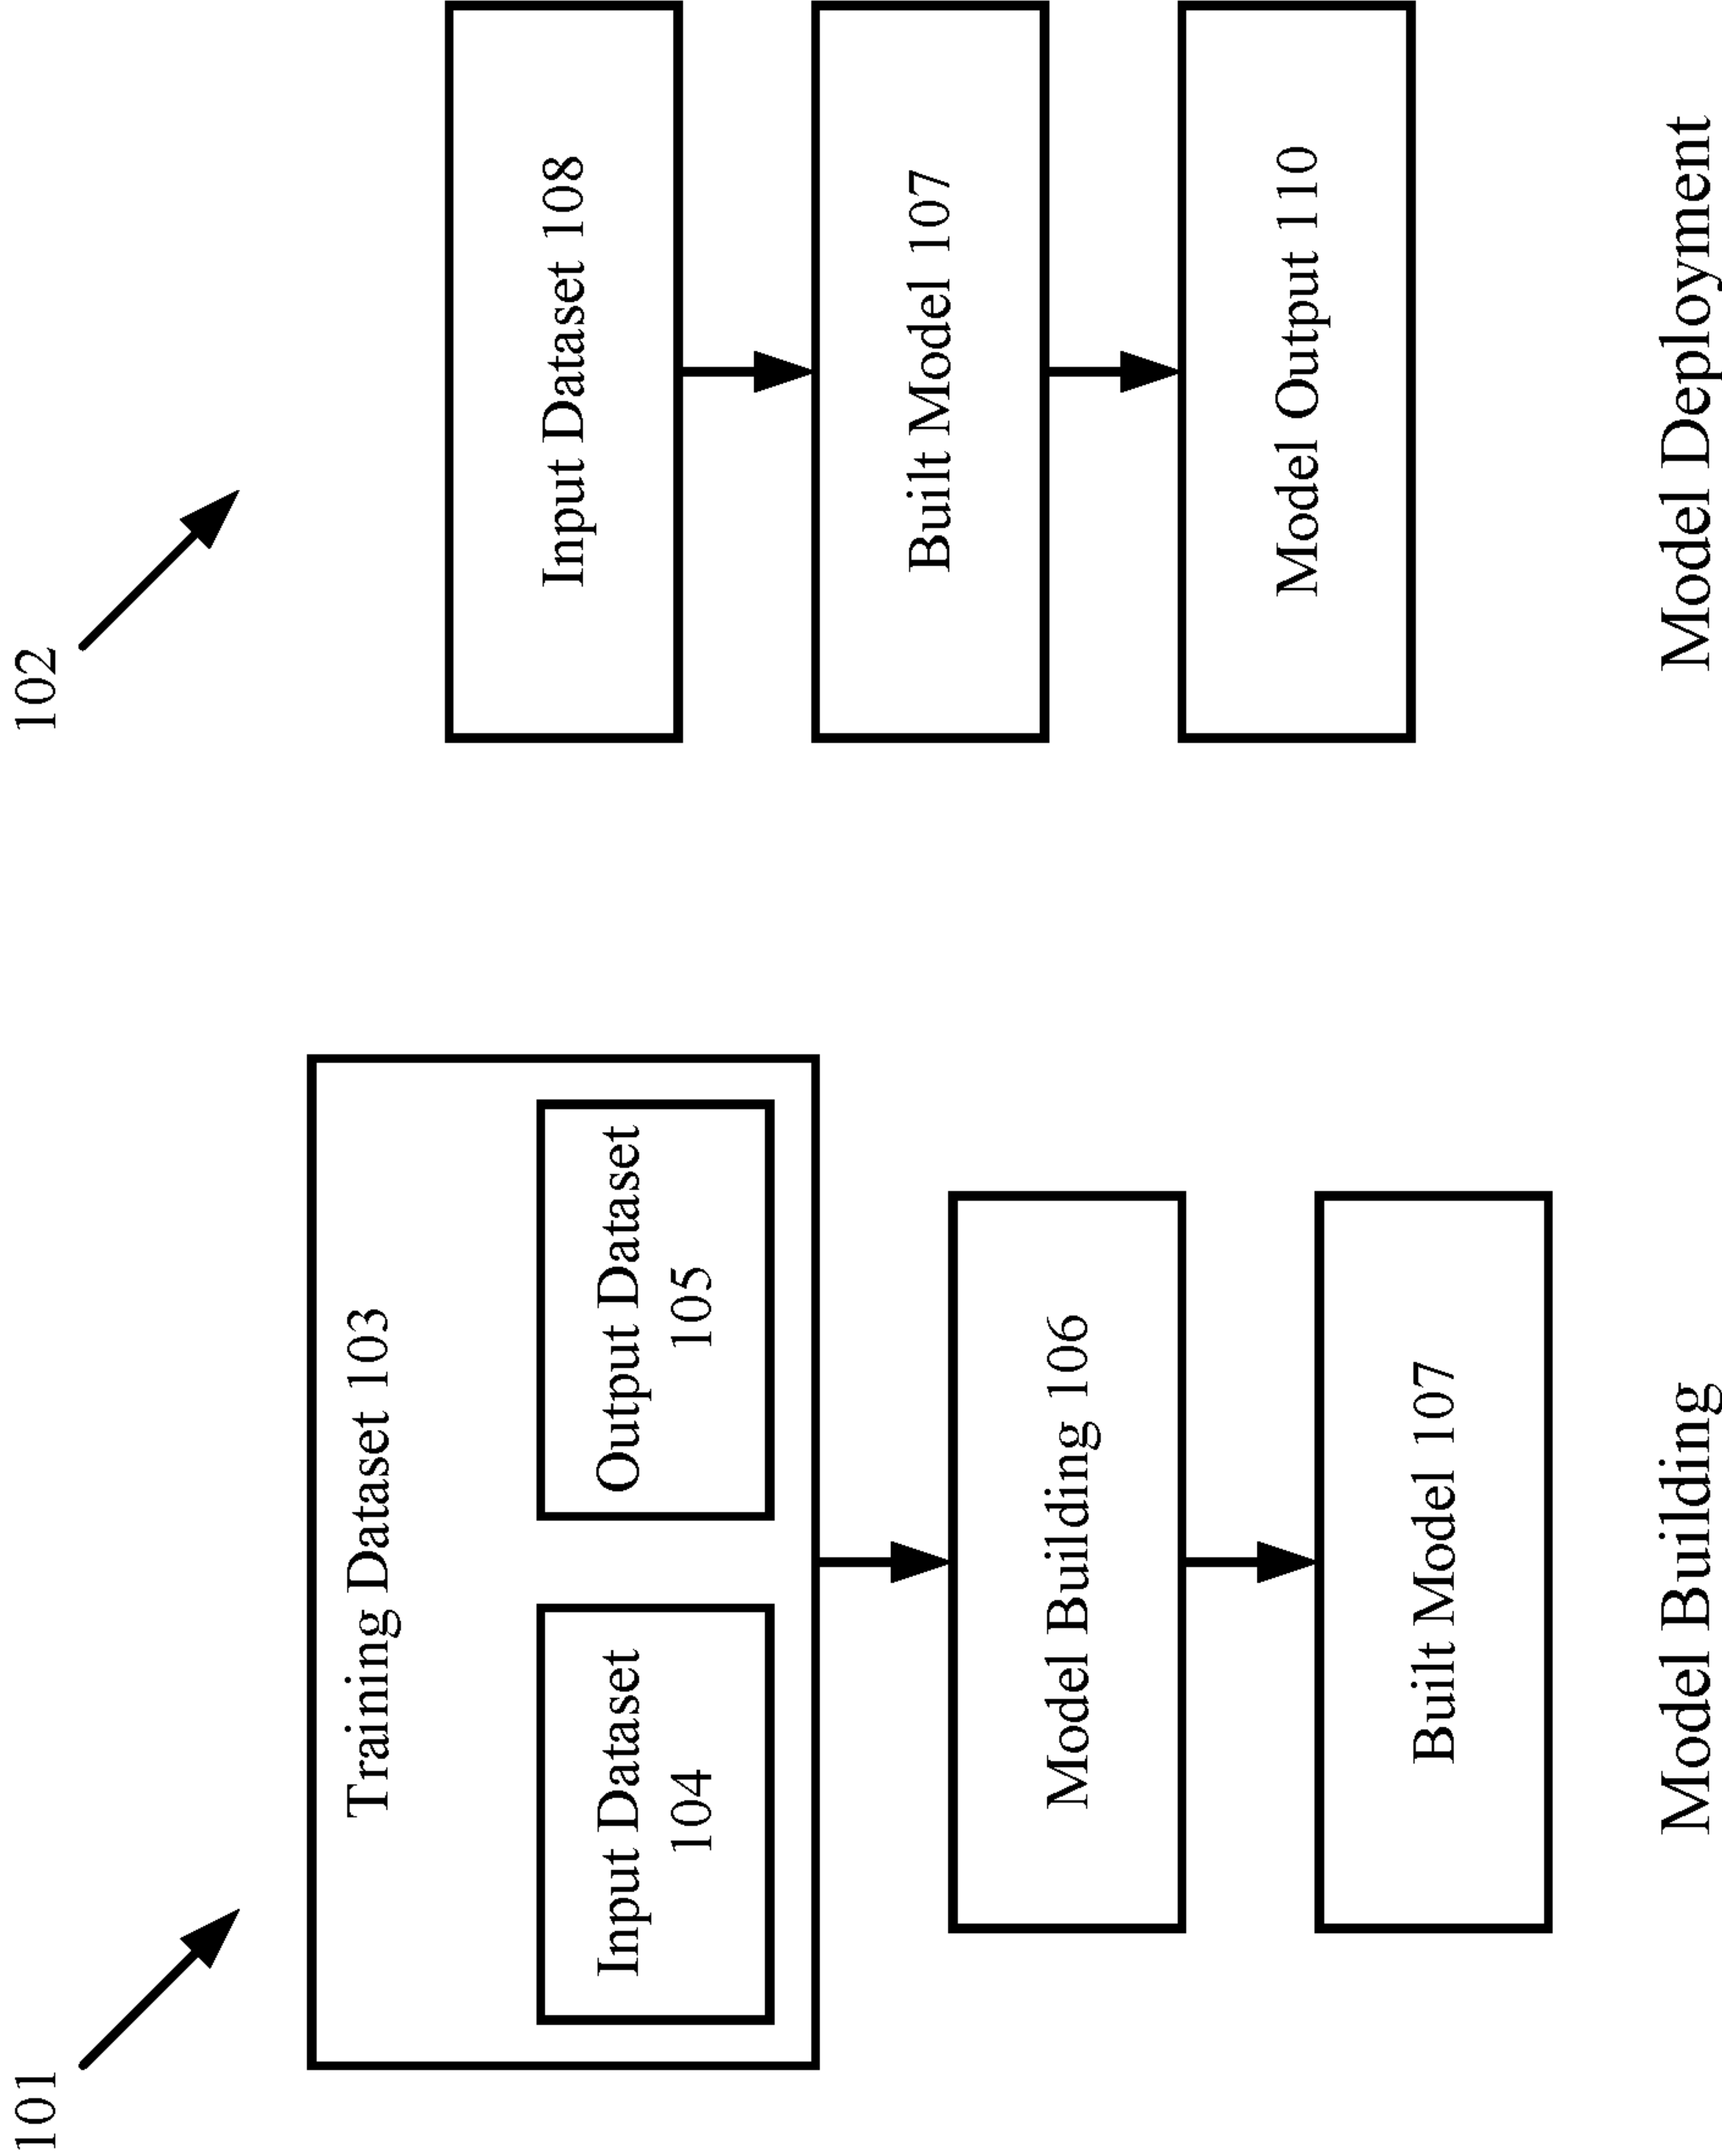 101
Training Dataset 103
Input Dataset
104
Output Dataset
105
Model Building 106
Built Model 107
Model Building
102
Input Dataset 108
Built Model 107
Model Output 110
Model Deployment